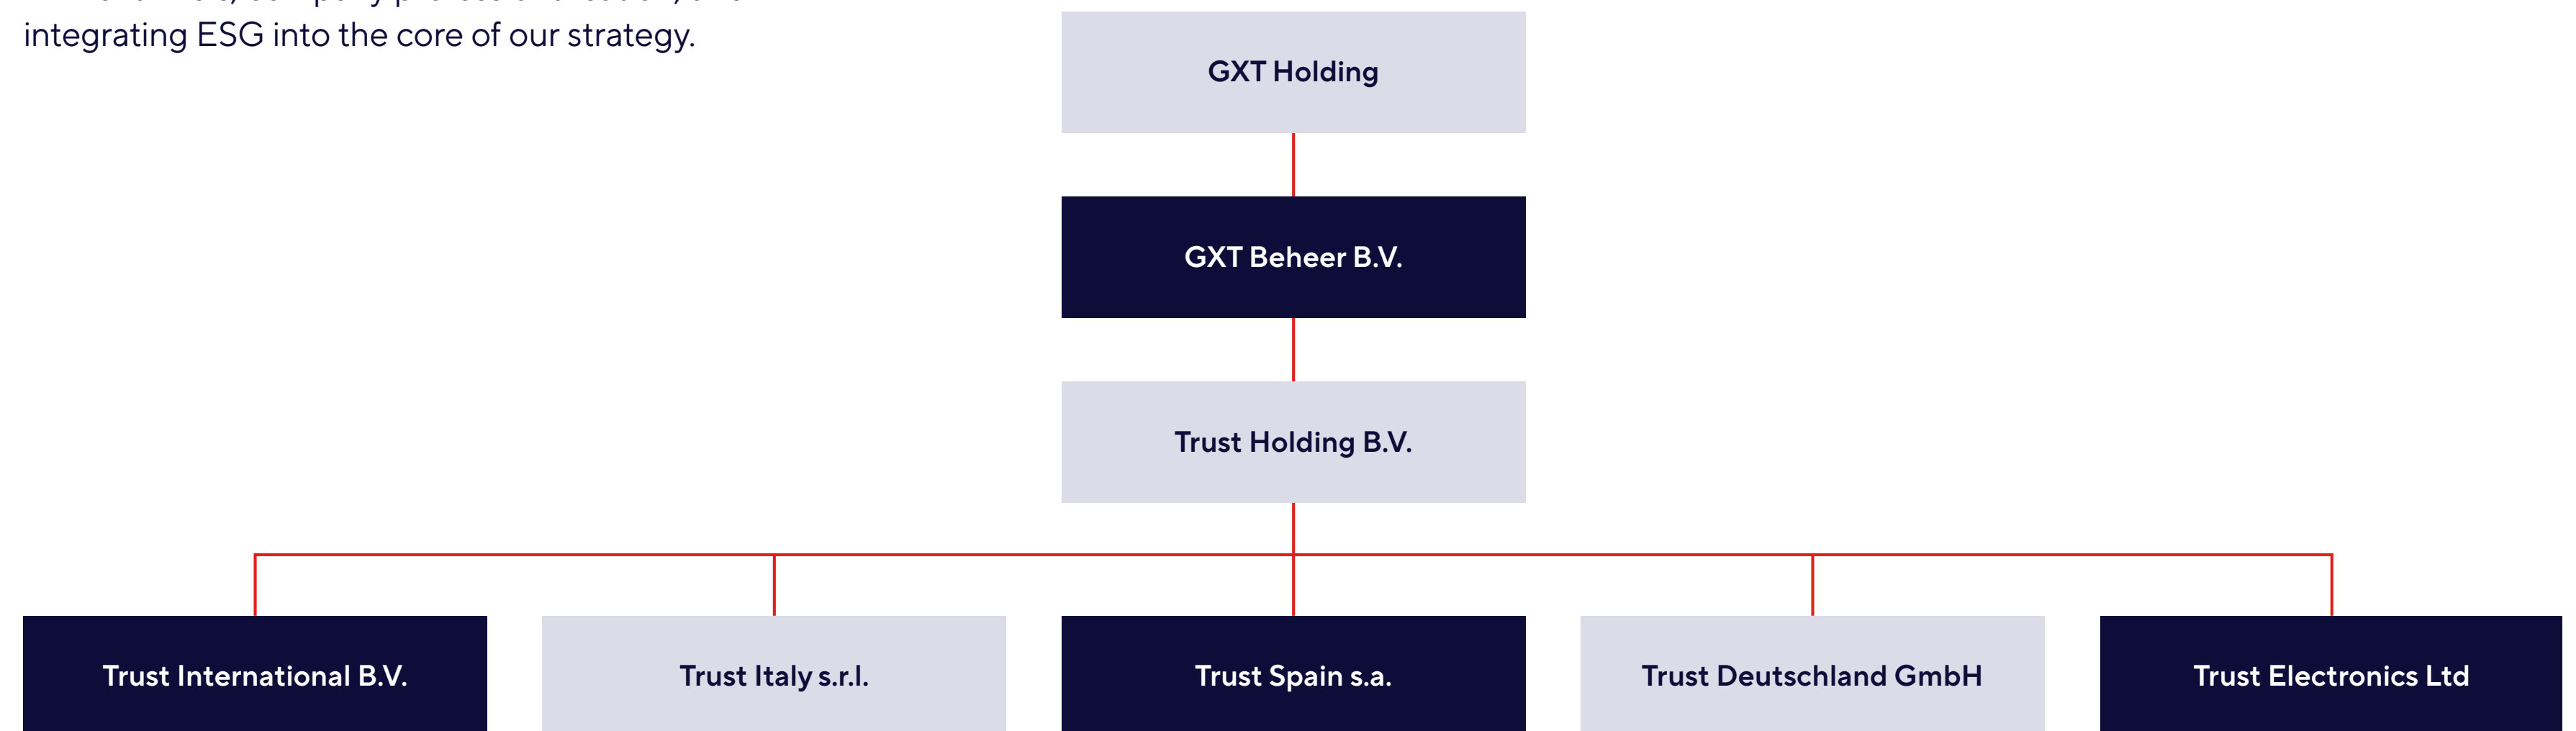 integrating ESG into the core of our strategy.
GXT Holding
GXT Beheer B.V.
Trust Holding B.V.
Trust International B.V.
Trust Italy s.r.l.
Trust Spain s.a.
Trust Deutschland GmbH
Trust Electronics Ltd